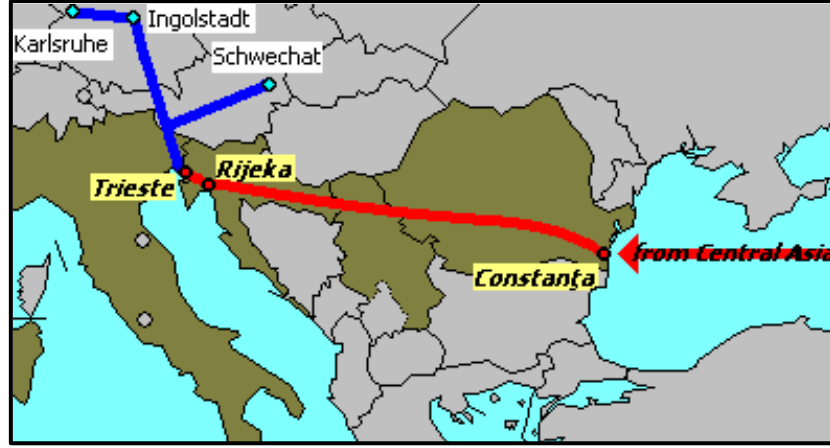 Ingolstadt
Karlsruhe
Schwechat
Rijeka
Trieste
from Central Asia
Constanţa